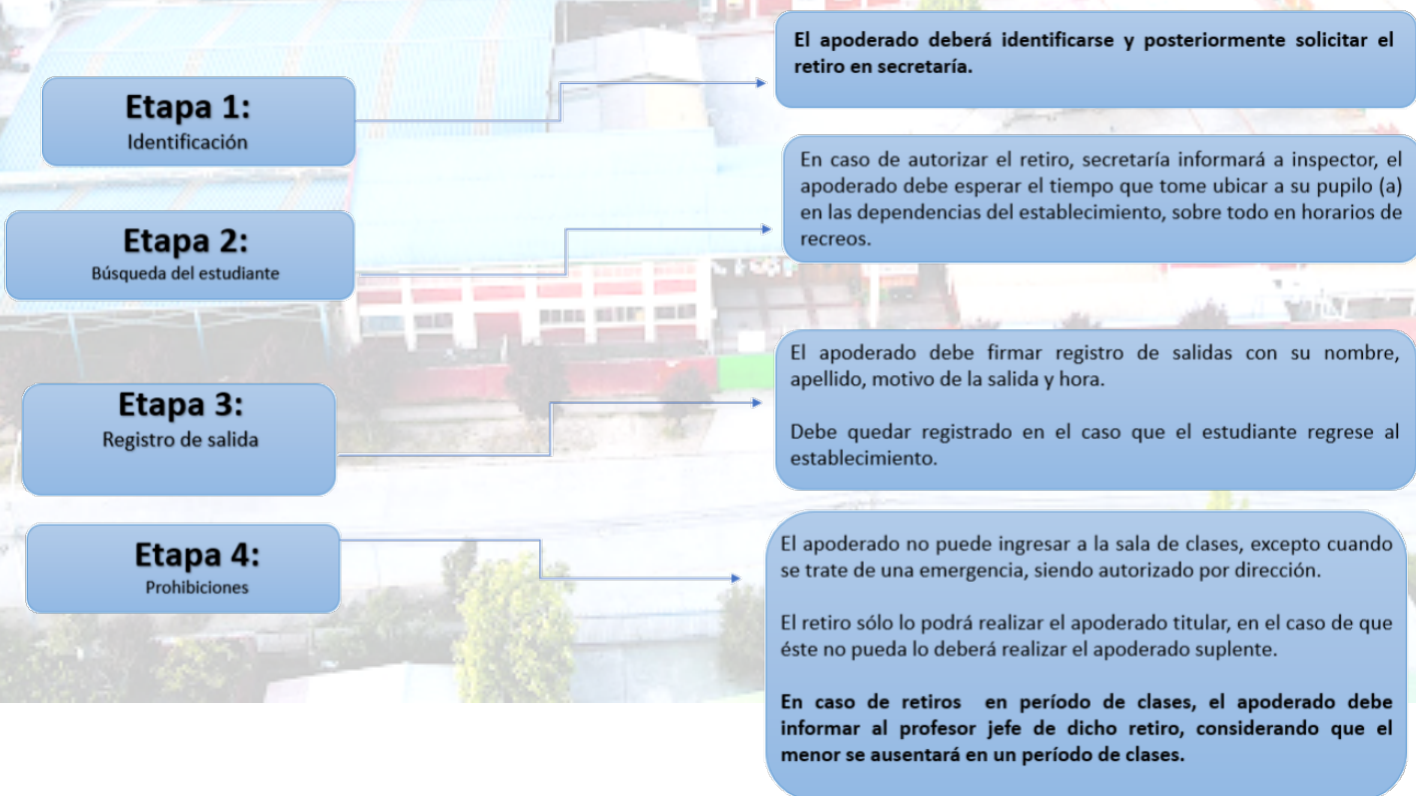 Etapa 1:
Identificación
El apoderado deberá identificarse y posteriormente solicitar el
retiro en secretaría.
Etapa 2:
Búsqueda del estudiante
En caso de autorizar el retiro, secretaría informará a inspector, el
apoderado debe esperar el tiempo que tome ubicar a su pupilo (a)
en las dependencias del establecimiento, sobre todo en horarios de
recreos.
Etapa 3:
Registro de salida
El apoderado debe firmar registro de salidas con su nombre,
apellido, motivo de la salida y hora.
Debe quedar registrado en el caso que el estudiante regrese al
establecimiento.
Etapa 4:
Prohibiciones
El apoderado no puede ingresar a la sala de clases, excepto cuando
se trate de una emergencia, siendo autorizado por dirección.
El retiro sólo lo podrá realizar el apoderado titular, en el caso de que
éste no pueda lo deberá realizar el apoderado suplente.
En caso de retiros en período de clases, el apoderado debe
informar al profesor jefe de dicho retiro, considerando que el
menor se ausentará en un período de clases.